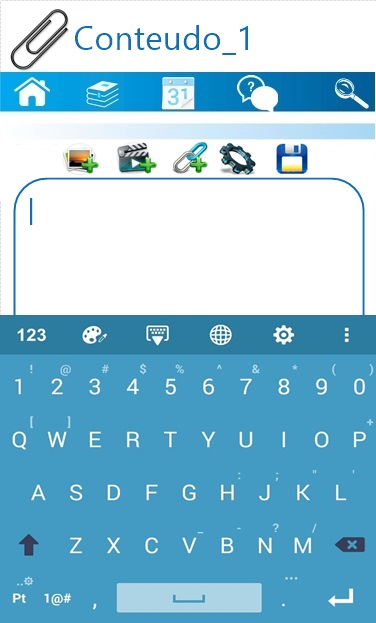 Conteudo_1
?
31
123
! @ # $ % ^ & * ( )
1 2 3 4 5 6 7 8 9 0
[ ] +
Q W E R T Y U I O P
: ; " '
A S D F G H J K L
_ - ? /
Z X C V B N M
Pt 1@# , .